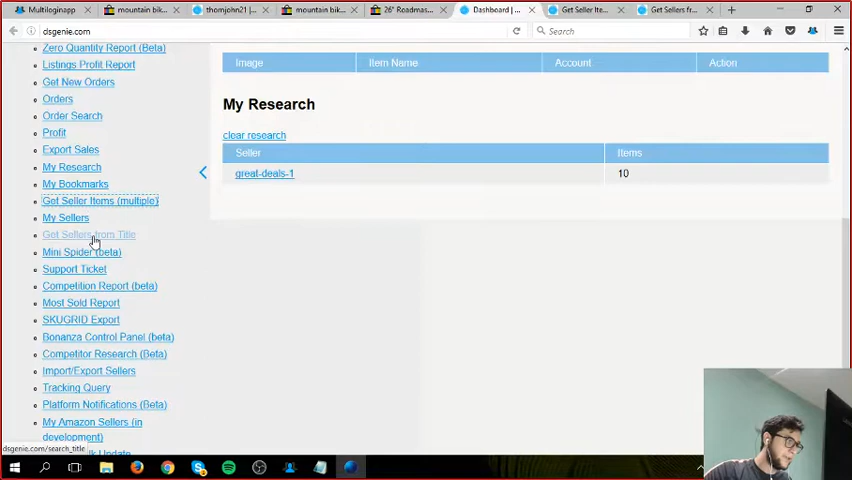 Multiloginapp
mountain bik...
thomjohn21 |...
mountain bik...
26" Roadmas...
Dashboard |...
Get Seller Ite...
Get Sellers fr...
dsgenie.com
Search
Zero Quantity Report (Beta)
Listings Profit Report
Get New Orders
Orders
Order Search
Profit
Export Sales
My Research
My Bookmarks
Get Seller Items (multiple)
My Sellers
Get Sellers from Title
Mini Spider (beta)
Support Ticket
Competition Report (beta)
Most Sold Report
SKUGRID Export
Bonanza Control Panel (beta)
Competitor Research (Beta)
Import/Export Sellers
Tracking Query
Platform Notifications (Beta)
My Amazon Sellers (in
development)
Image Item Name Account Action
My Research
clear research
Seller Items
great-deals-1 10
dsgenie.com/search_title
Update